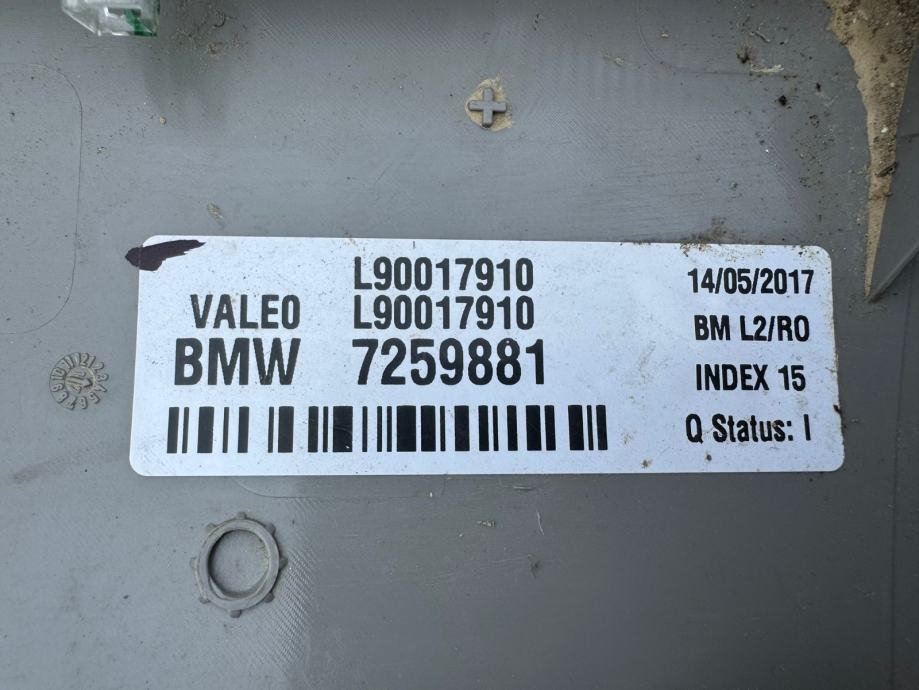 L90017910
VALEO L90017910
BMW 7259881
14/05/2017
BM L2/RO
INDEX 15
Q Status: I